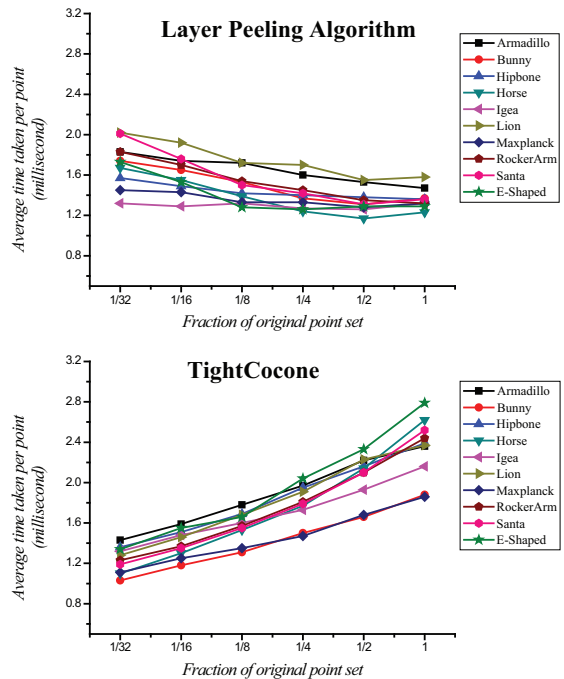 Layer Peeling Algorithm
Average time taken per point
(millisecond)
3.2
2.8
2.4
2.0
1.6
1.2
0.8
1/32 1/16 1/8 1/4 1/2 1
Fraction of original point set
Armadillo
Bunny
Hipbone
Horse
Igea
Lion
Maxplanck
RockerArm
Santa
E-Shaped
TightCocone
Average time taken per point
(millisecond)
3.2
2.8
2.4
2.0
1.6
1.2
0.8
1/32 1/16 1/8 1/4 1/2 1
Fraction of original point set
Armadillo
Bunny
Hipbone
Horse
Igea
Lion
Maxplanck
RockerArm
Santa
E-Shaped